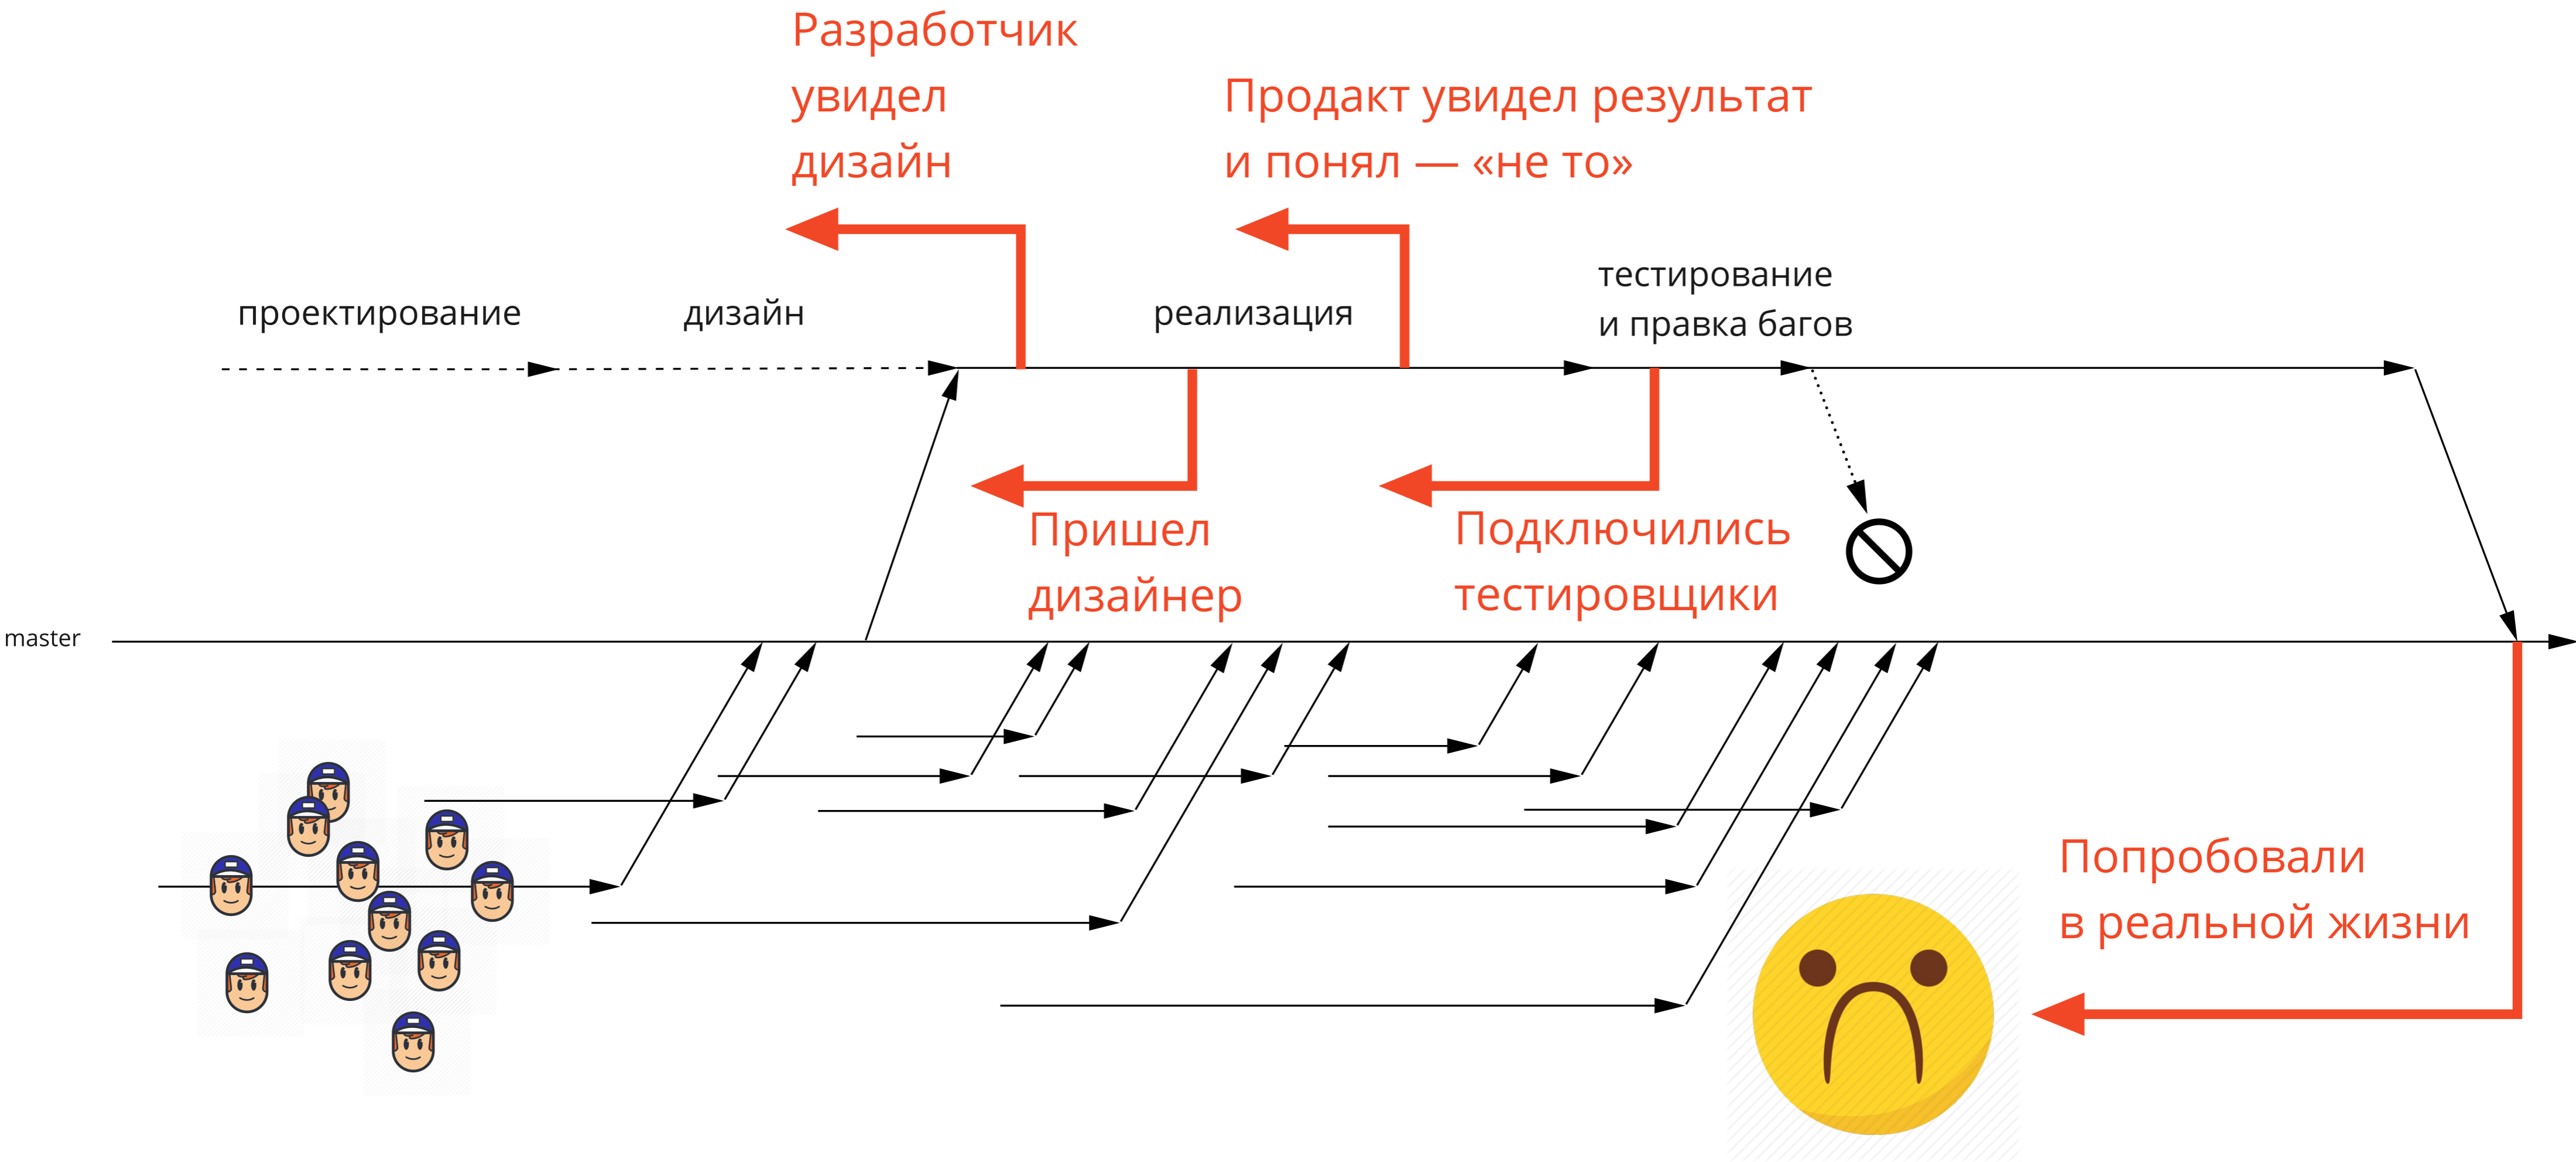 Разработчик
увидел
дизайн
Продакт увидел результат
и понял — «не то»
проектирование
дизайн
реализация
тестирование
и правка багов
Пришел
дизайнер
Подключились
тестировщики
master
Попробовали
в реальной жизни